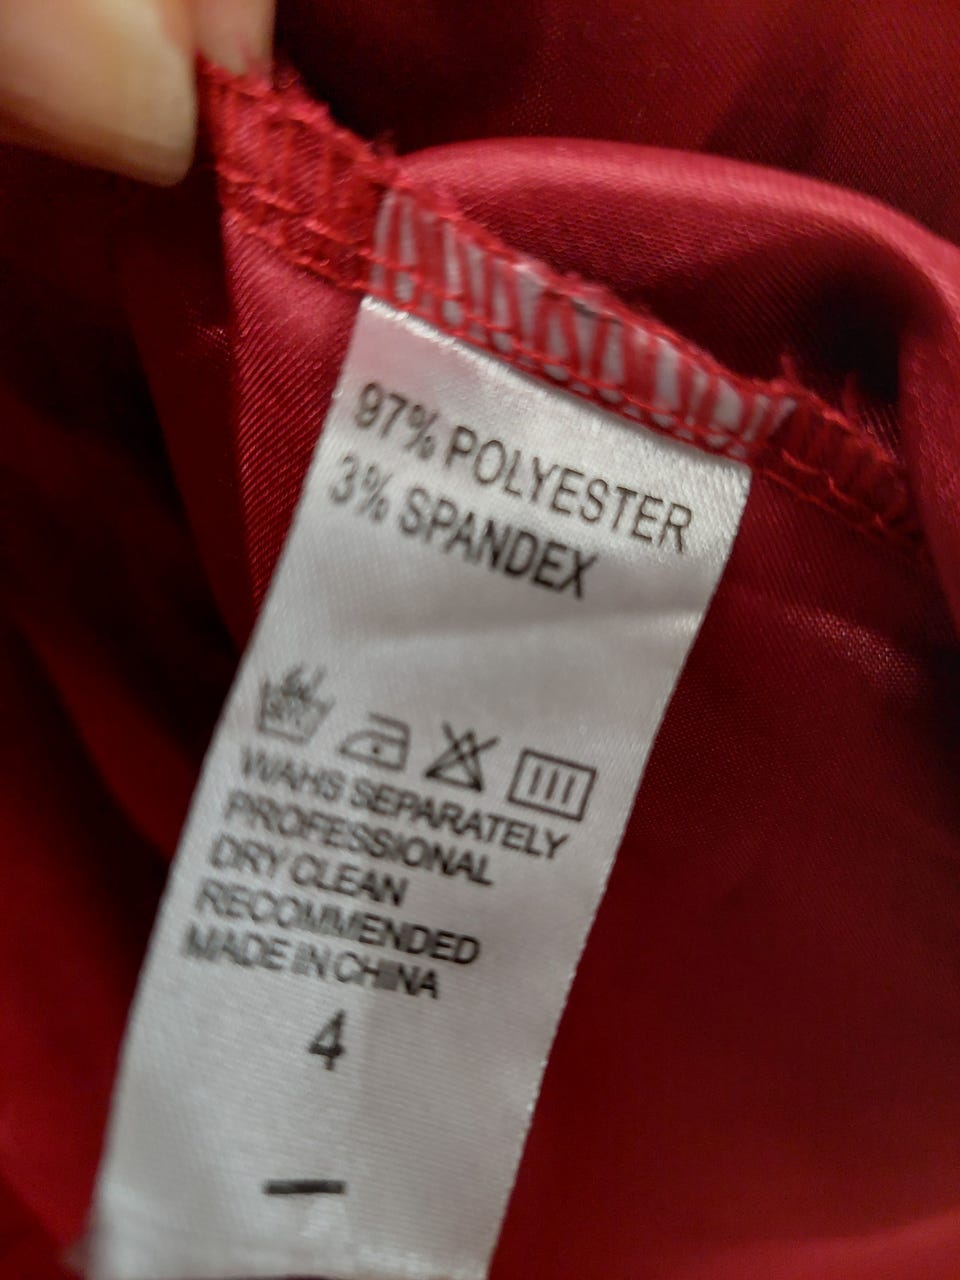 97% POLYESTER
3% SPANDEX
WAHS SEPARATELY
PROFESSIONAL
DRY CLEAN
RECOMMENDED
MADE IN CHINA
4